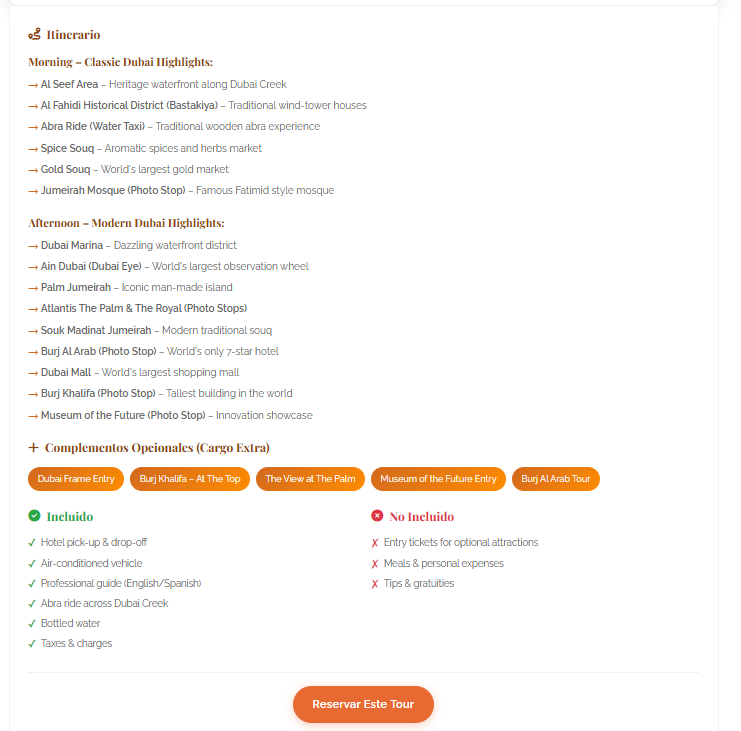 Itinerario
Morning – Classic Dubai Highlights:
→ Al Seef Area – Heritage waterfront along Dubai Creek
→ Al Fahidi Historical District (Bastakiya) – Traditional wind-tower houses
→ Abra Ride (Water Taxi) – Traditional wooden abra experience
→ Spice Souq – Aromatic spices and herbs market
→ Gold Souq – World's largest gold market
→ Jumeirah Mosque (Photo Stop) – Famous Fatimid style mosque
Afternoon – Modern Dubai Highlights:
→ Dubai Marina – Dazzling waterfront district
→ Ain Dubai (Dubai Eye) – World's largest observation wheel
→ Palm Jumeirah – Iconic man-made island
→ Atlantis The Palm & The Royal (Photo Stops)
→ Souk Madinat Jumeirah – Modern traditional souq
→ Burj Al Arab (Photo Stop) – World's only 7-star hotel
→ Dubai Mall – World's largest shopping mall
→ Burj Khalifa (Photo Stop) – Tallest building in the world
→ Museum of the Future (Photo Stop) – Innovation showcase
+ Complementos Opcionales (Cargo Extra)
Dubai Frame Entry
Burj Khalifa – At The Top
The View at The Palm
Museum of the Future Entry
Burj Al Arab Tour
Incluido
✓ Hotel pick-up & drop-off
✓ Air-conditioned vehicle
✓ Professional guide (English/Spanish)
✓ Abra ride across Dubai Creek
✓ Bottled water
✓ Taxes & charges
No Incluido
✗ Entry tickets for optional attractions
✗ Meals & personal expenses
✗ Tips & gratuities
Reservar Este Tour